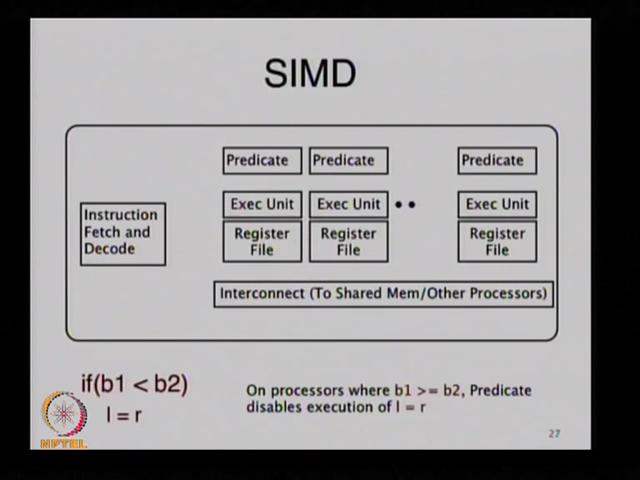 SIMD
Predicate Predicate Predicate
Exec Unit Exec Unit •• Exec Unit
Instruction
Fetch and
Decode
Register
File
Register
File
Register
File
Interconnect (To Shared Mem/Other Processors)
if(b1 < b2)
l = r
On processors where b1 >= b2, Predicate
disables execution of l = r
NPTEL
27